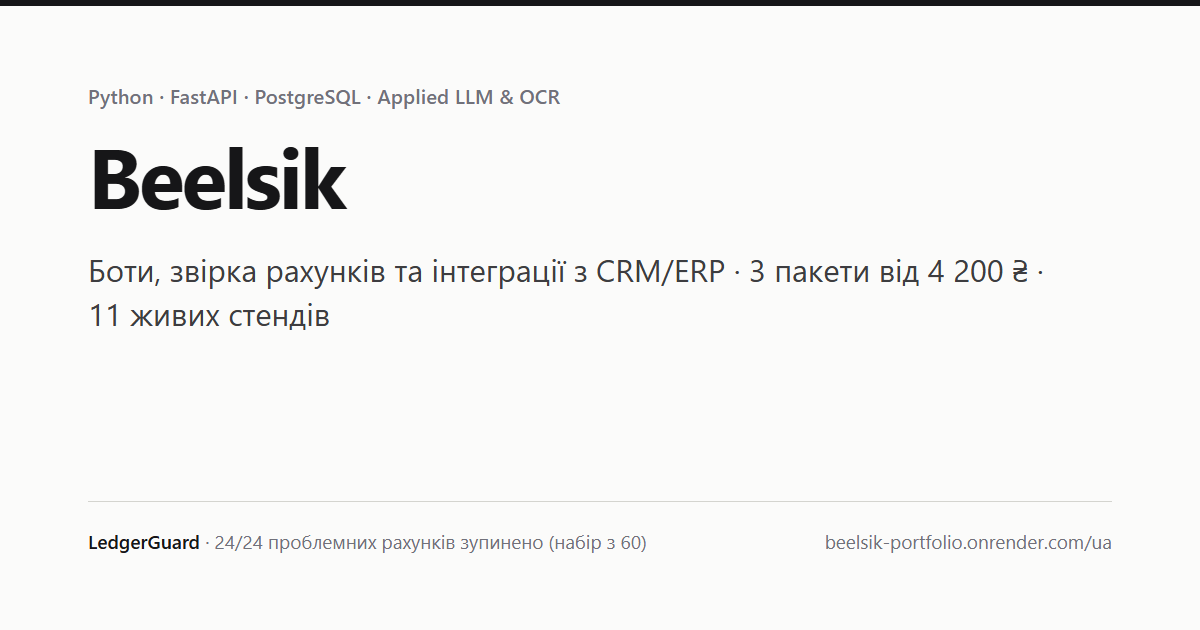 Python · FastAPI · PostgreSQL · Applied LLM & OCR
Beelsik
Боти, звірка рахунків та інтеграції з CRM/ERP · 3 пакети від 4 200 ₴ ·
11 живих стендів
LedgerGuard · 24/24 проблемних рахунків зупинено (набір з 60)
beelsik-portfolio.onrender.com/ua